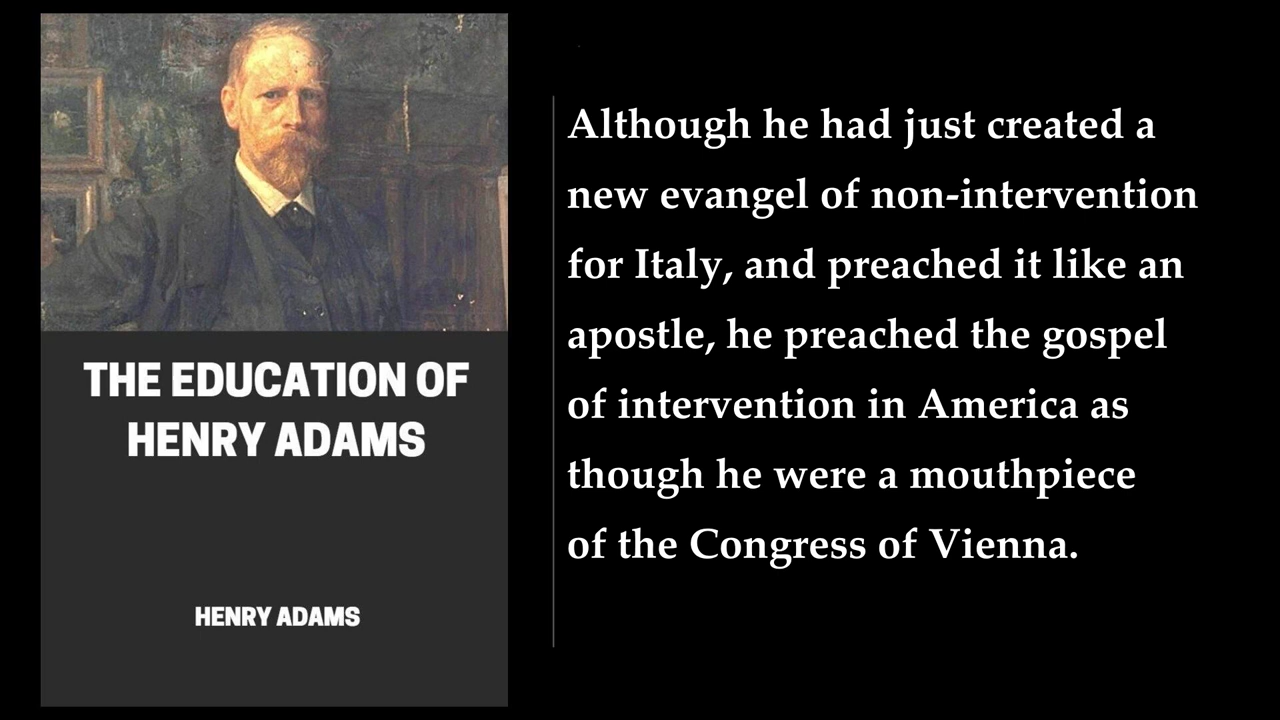 THE EDUCATION OF
HENRY ADAMS
HENRY ADAMS
Although he had just created a
new evangel of non-intervention
for Italy, and preached it like an
apostle, he preached the gospel
of intervention in America as
though he were a mouthpiece
of the Congress of Vienna.